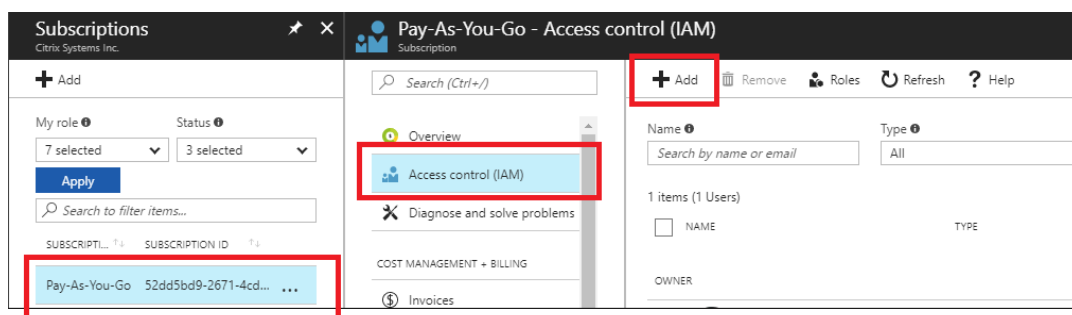 Subscriptions
Citrix Systems Inc.
Add
My role Status
7 selected 3 selected
Apply
Search to filter items...
SUBSCRIPTI... SUBSCRIPTION ID
Pay-As-You-Go 52dd5bd9-2671-4cd... ...
Pay-As-You-Go - Access control (IAM)
Subscription
Search (Ctrl+/)
Overview
Access control (IAM)
Diagnose and solve problems
COST MANAGEMENT + BILLING
Invoices
Add Remove Roles Refresh ? Help
Name Type
Search by name or email All
1 items (1 Users)
NAME TYPE
OWNER